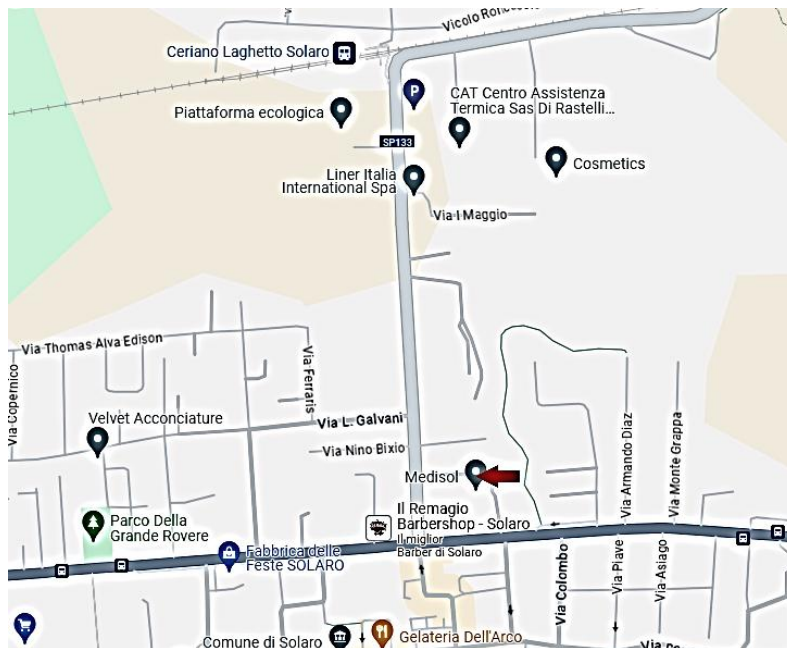 Vicolo Ron
Ceriano Laghetto Solaro
P
CAT Centro Assistenza
Termica Sas Di Rastelli...
Piattaforma ecologica
SP133
Cosmetics
Liner Italia
International Spa
Via I Maggio
Via Thomas Alva Edison
Via Ferraris
Via Copernico
Velvet Acconciature
Via L. Galvani
Via Nino Bixio
Via Armando Diaz
Via Monte Grappa
Medisol
Il Remagio
Barbershop - Solaro
Il miglior
Barber di Solaro
Parco Della
Grande Rovere
Fabbrica delle
Feste SOLARO
Via Colombo
Via Piave
Via Asiago
Comune di Solaro
Gelateria Dell'Arco
Via